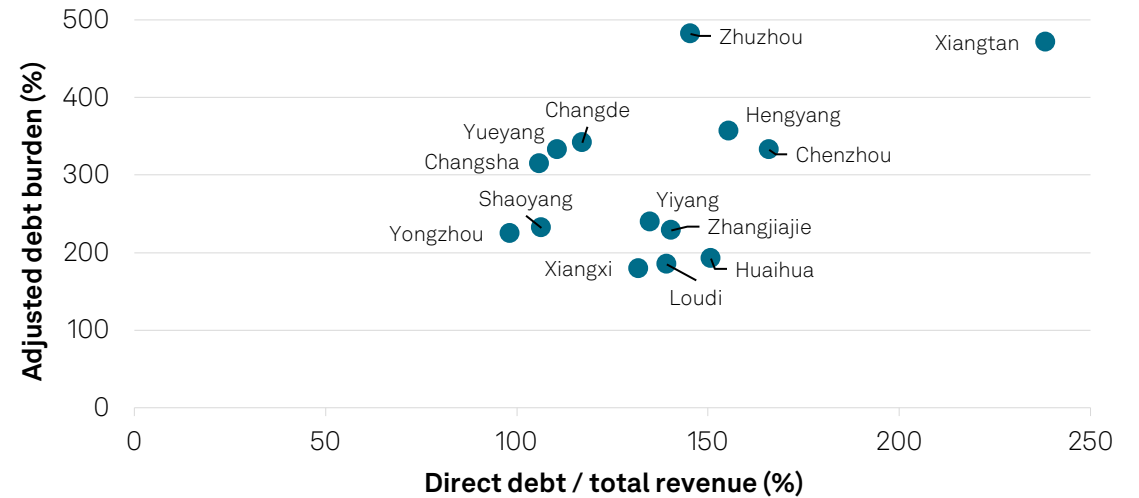 500
Zhuzhou
Xiangtan
400
Changde
Hengyang
Yueyang
Chenzhou
Changsha
300
Shaoyang
Yiyang
Zhangjiajie
Yongzhou
200
Xiangxi
Huaihua
Loudi
100
0
Adjusted debt burden (%)
0 50 100 150 200 250
Direct debt / total revenue (%)